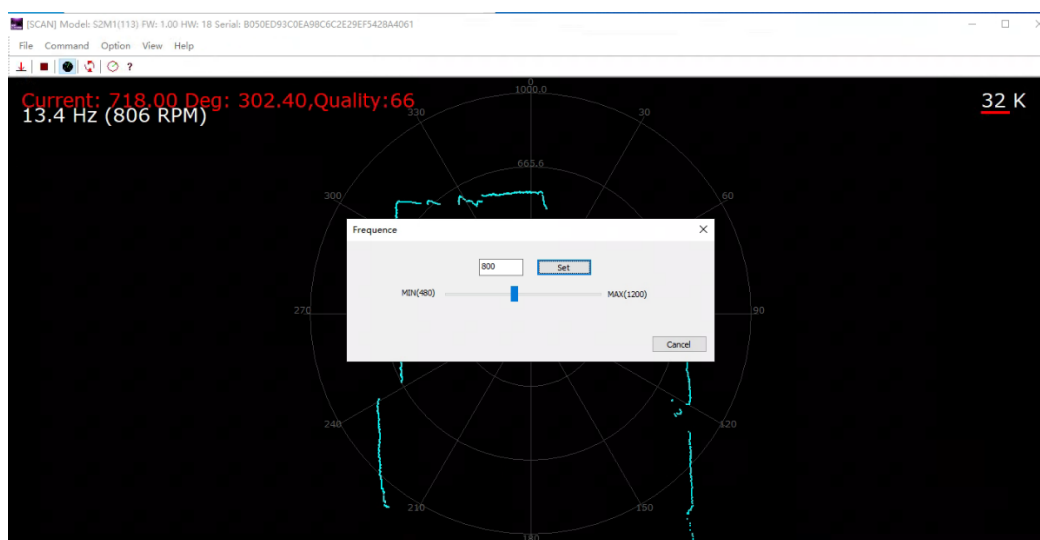 [SCAN] Model: S2M1(113) FW: 1.00 HW: 18 Serial: B050ED93C0EA98C6C2E29EF5428A4061
File Command Option View Help
?
Current: 718.00 Deg: 302.40,Quality:66
13.4 Hz (806 RPM)
32 K
0
1000.0
330
30
665.6
300
60
Frequence
800
Set
MIN(480)
MAX(1200)
270
90
Cancel
240
120
210
150
180